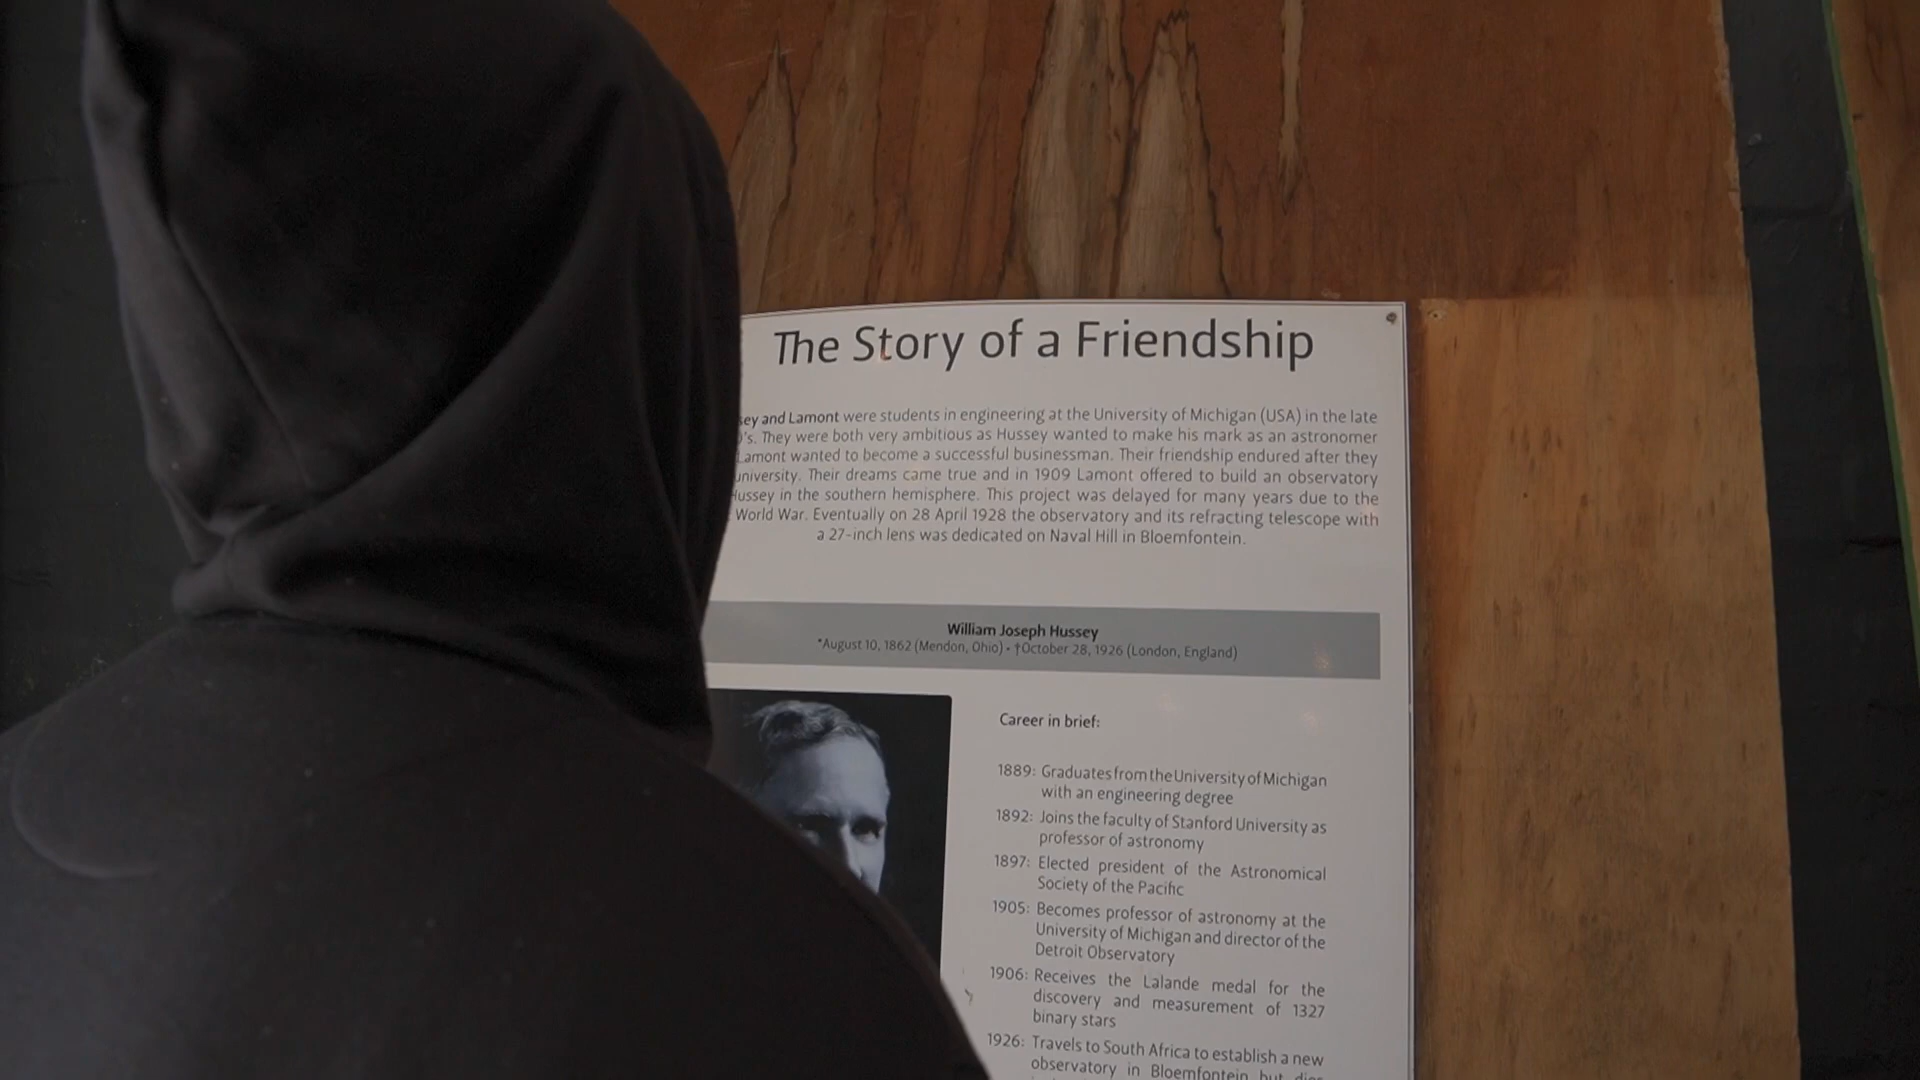 The Story of a Friendship
and Lamont were students in engineering at the University of Michigan (USA) in the late
They were both very ambitious as Hussey wanted to make his mark as an astronomer
Lamont wanted to become a successful businessman. Their friendship endured after they
university. Their dreams came true and in 1909 Lamont offered to build an observatory
Hussey in the southern hemisphere. This project was delayed for many years due to the
World War. Eventually on 28 April 1928 the observatory and its refracting telescope with
a 27-inch lens was dedicated on Naval Hill in Bloemfontein.
William Joseph Hussey
*August 10, 1862 (Mendon, Ohio) - †October 28, 1926 (London, England)
Career in brief:
1889: Graduates from the University of Michigan
with an engineering degree
1892: Joins the faculty of Stanford University as
professor of astronomy
1897: Elected president of the Astronomical
Society of the Pacific
1905: Becomes professor of astronomy at the
University of Michigan and director of the
Detroit Observatory
1906: Receives the Lalande medal for the
discovery and measurement of 1327
binary stars
1926: Travels to South Africa to establish a new
observatory in Bloemfontein but dies